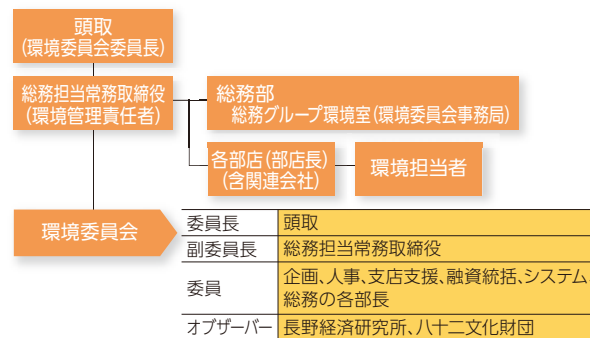 頭取
(環境委員会委員長)
総務担当常務取締役
(環境管理責任者)
総務部
総務グループ環境室(環境委員会事務局)
各部店(部店長)
(含関連会社)
環境担当者
環境委員会
委員長 頭取
副委員長 総務担当常務取締役
委員 企画、人事、支店支援、融資統括、システム、
総務の各部長
オブザーバー 長野経済研究所、八十二文化財団